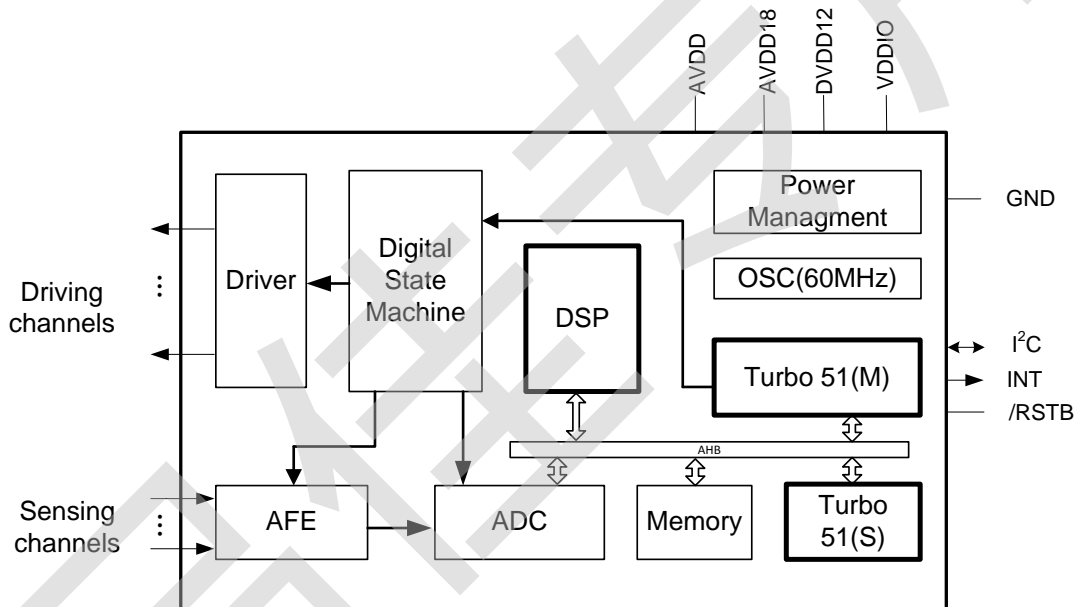 AVDD
AVDD18
DVDD12
VDDIO
Power
Managment
GND
Driver
Digital
State
Machine
OSC(60MHz)
DSP
Driving
channels
⋮
Turbo 51(M)
I²C
INT
/RSTB
AHB
Sensing
channels
⋮
AFE
ADC
Memory
Turbo
51(S)